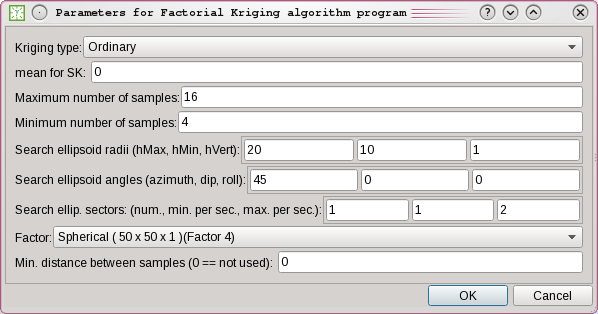 Parameters for Factorial Kriging algorithm program
Kriging type: Ordinary
mean for SK: 0
Maximum number of samples: 16
Minimum number of samples: 4
Search ellipsoid radii (hMax, hMin, hVert): 20 10 1
Search ellipsoid angles (azimuth, dip, roll): 45 0 0
Search ellip. sectors: (num., min. per sec., max. per sec.): 1 1 2
Factor: Spherical ( 50 x 50 x 1 )(Factor 4)
Min. distance between samples (0 == not used): 0
OK Cancel